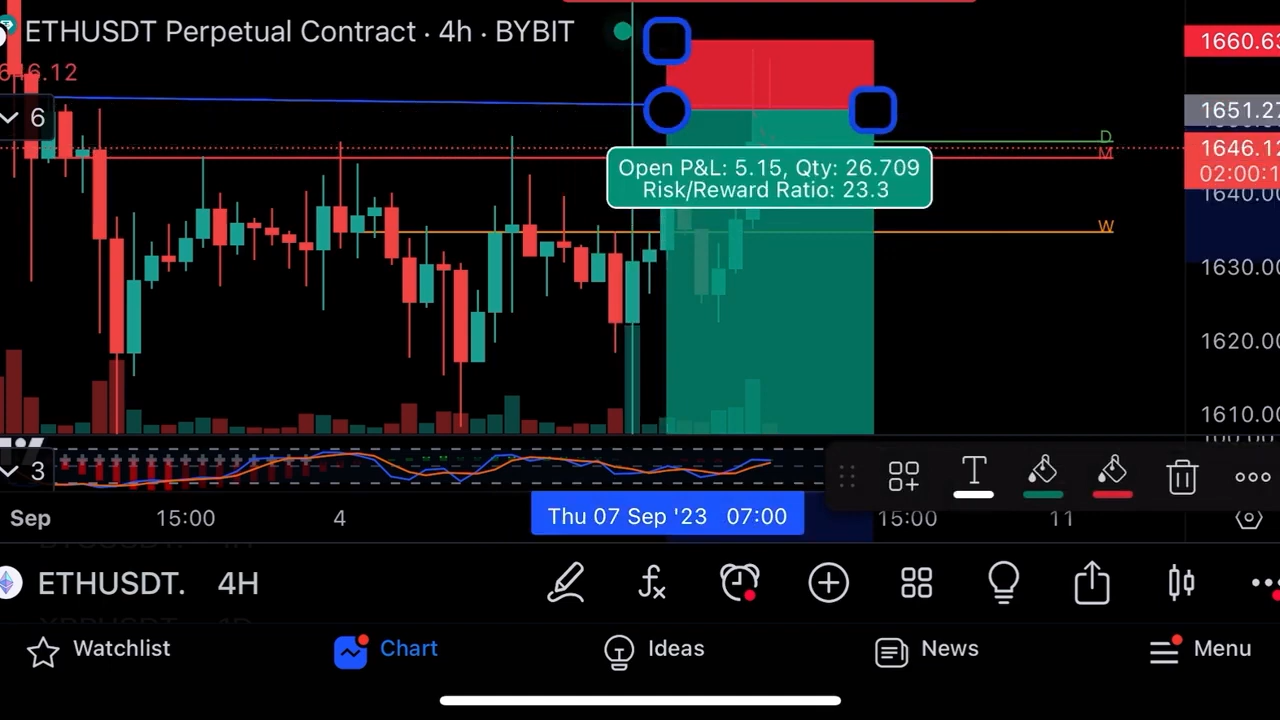 ETHUSDT Perpetual Contract · 4h · BYBIT
1660.63
646.12
6
1651.27
D
M
1646.12
02:00:1
Open P&L: 5.15, Qty: 26.709
Risk/Reward Ratio: 23.3
1640.00
W
1630.00
1620.00
1610.00
3
T
Sep
15:00
4
Thu 07 Sep '23 07:00
15:00
11
ETHUSDT. 4H
Watchlist
Chart
Ideas
News
Menu